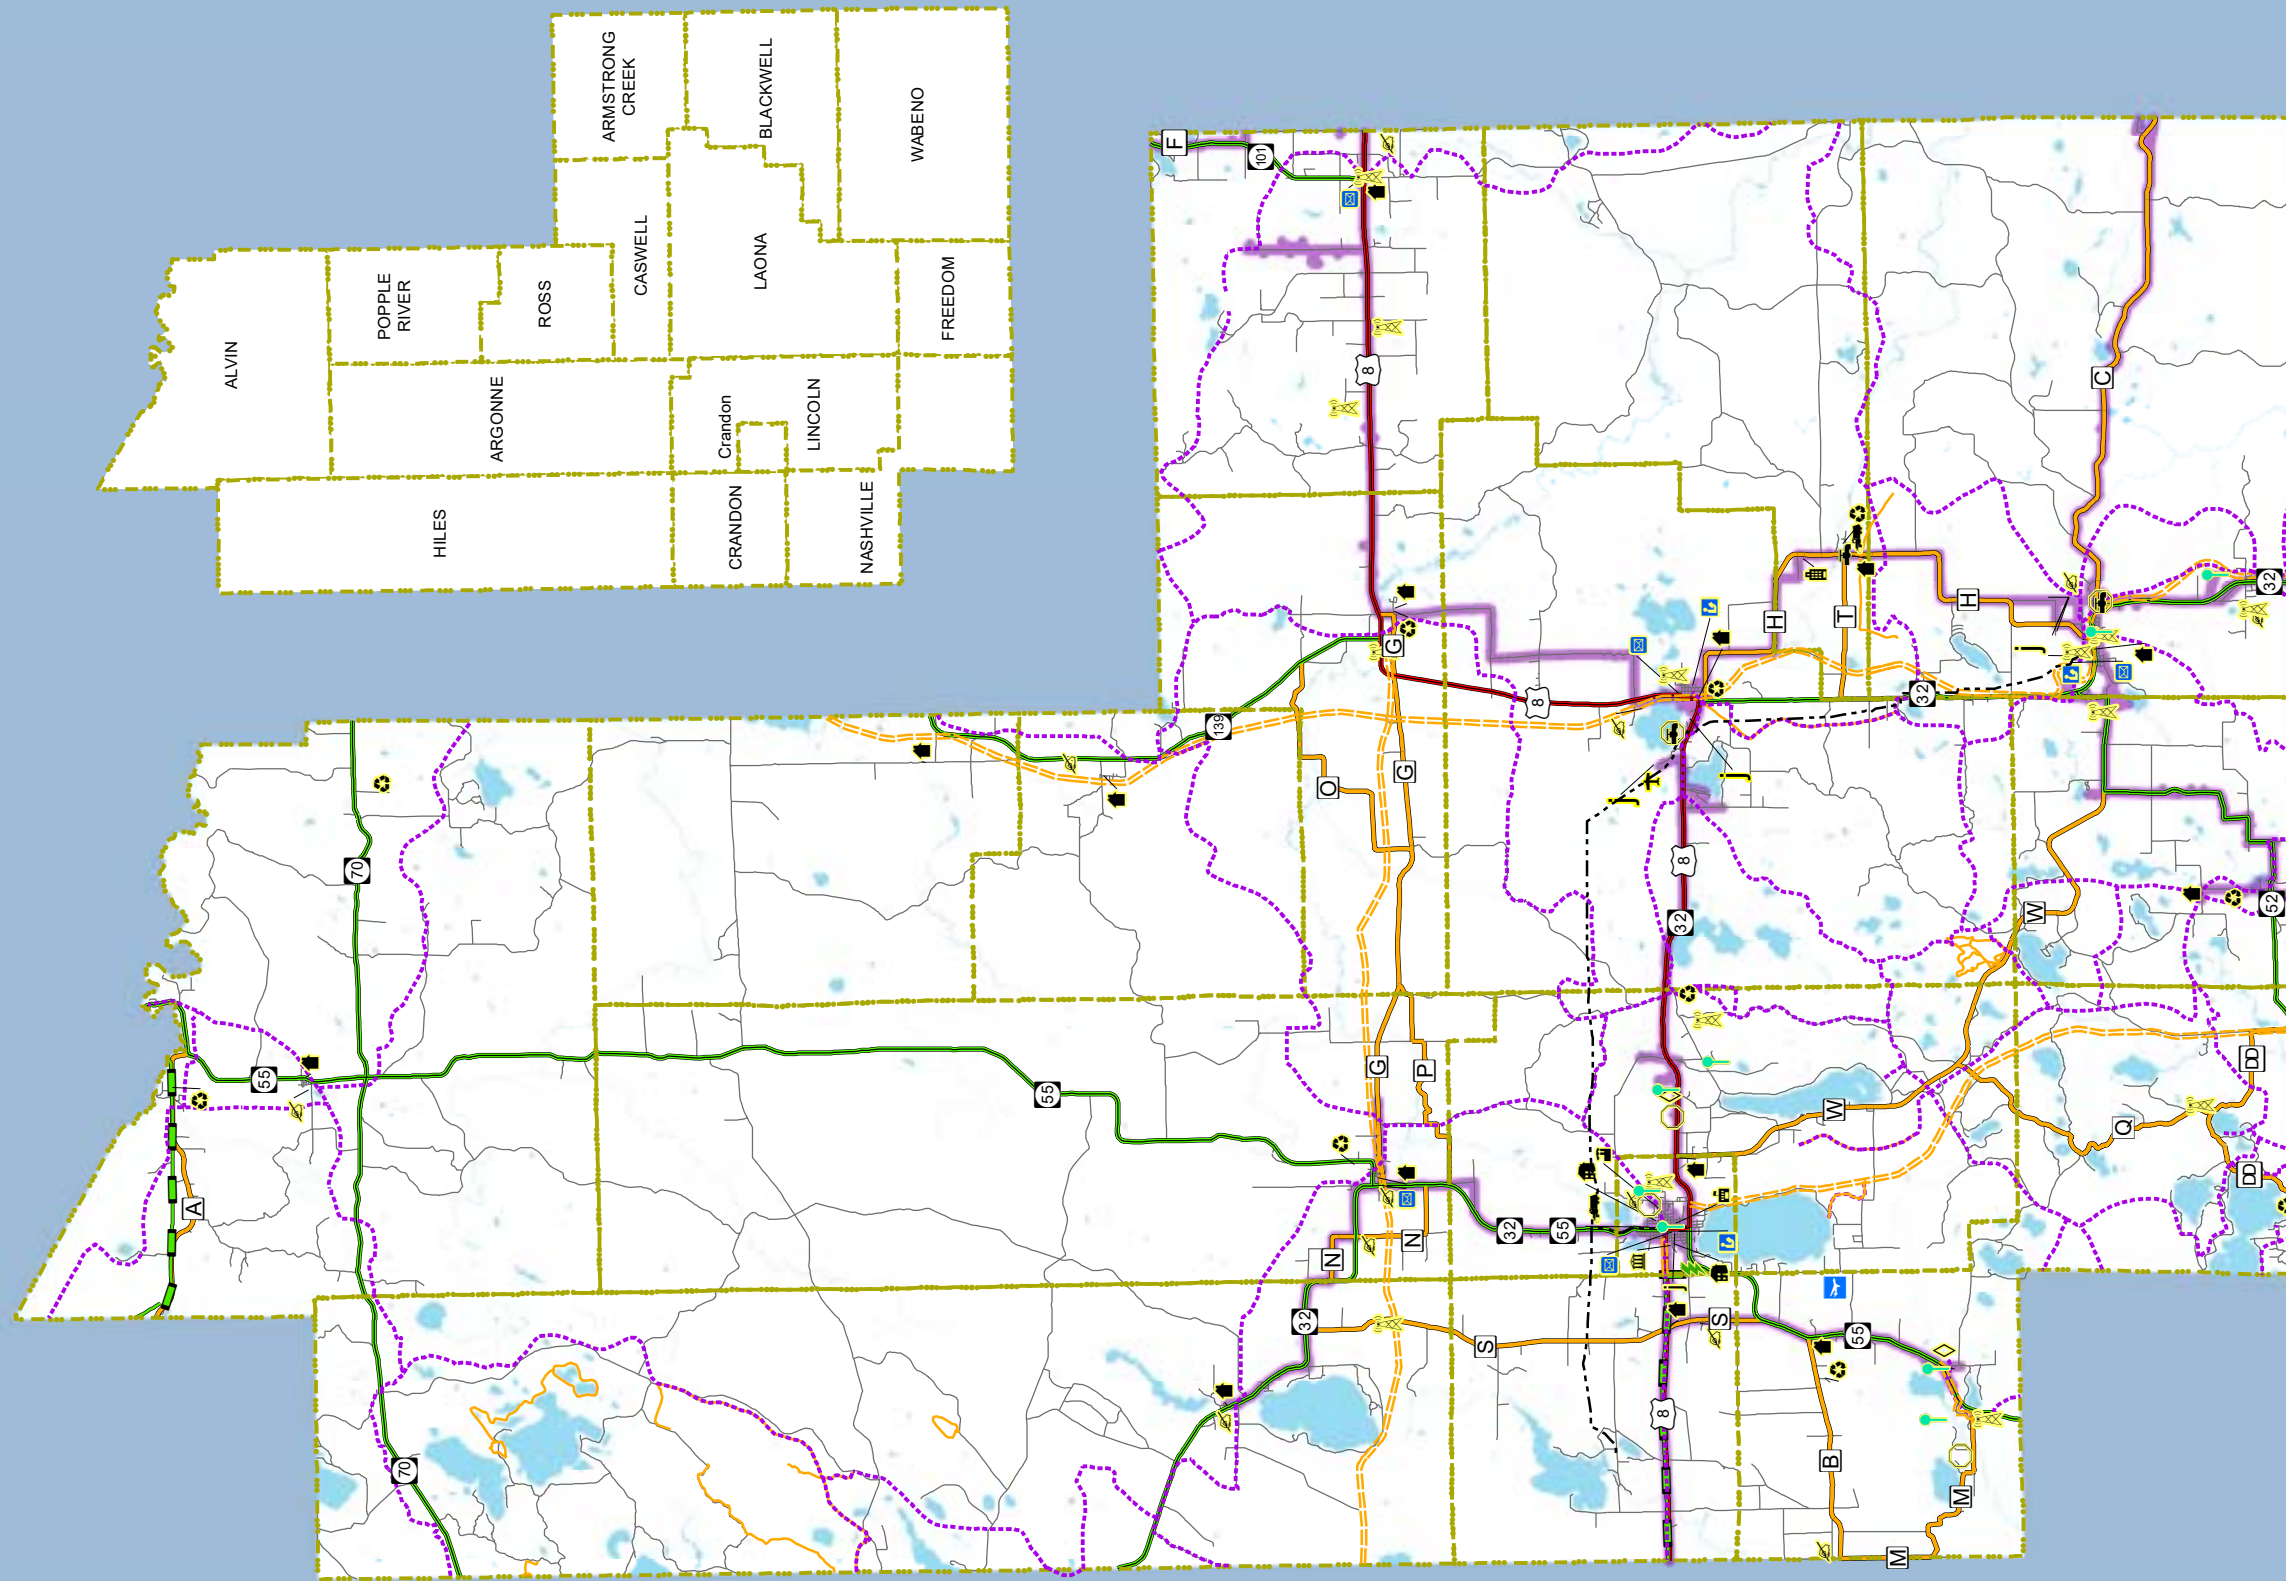 ARMSTRONG
CREEK
BLACKWELL
WABENO
ALVIN
POPPLE
RIVER
ROSS
CASWELL
LAONA
FREEDOM
ARGONNE
Crandon
LINCOLN
HILES
CRANDON
NASHVILLE
F
101
8
C
H
H
T
G
8
32
32
139
O
G
8
70
32
W
52
55
55
G
P
W
Q
DD
DD
A
N
N
32
55
32
S
S
55
8
B
M
M
70